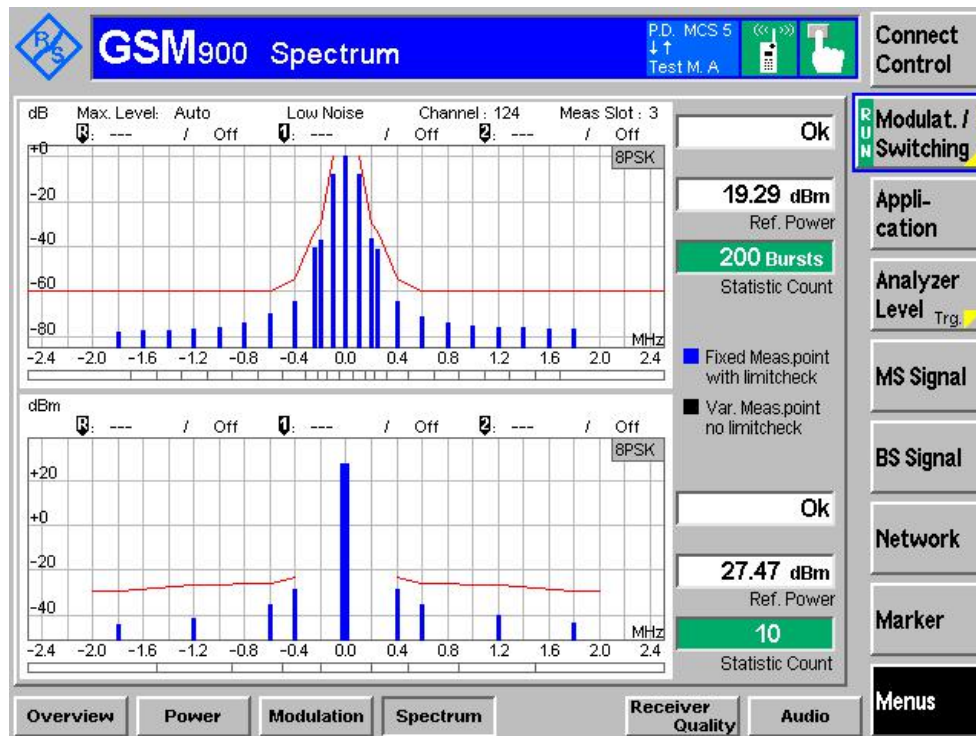 R&S
GSM900 Spectrum
P.D. MCS 5
↓↑
Test M. A
Connect Control
dB Max. Level: Auto Low Noise Channel : 124 Meas Slot : 3
R: --- / Off 1: --- / Off 2: --- / Off
8PSK
+0
-20
-40
-60
-80
MHz
-2.4 -2.0 -1.6 -1.2 -0.8 -0.4 0.0 0.4 0.8 1.2 1.6 2.0 2.4
Ok
19.29 dBm
Ref. Power
200 Bursts
Statistic Count
Fixed Meas.point
with limitcheck
Var. Meas.point
no limitcheck
dBm
R: --- / Off 1: --- / Off 2: --- / Off
8PSK
+20
+0
-20
-40
MHz
-2.4 -2.0 -1.6 -1.2 -0.8 -0.4 0.0 0.4 0.8 1.2 1.6 2.0 2.4
Ok
27.47 dBm
Ref. Power
10
Statistic Count
RUN
Modulat. /
Switching
Appli-
cation
Analyzer
Level Trg.
MS Signal
BS Signal
Network
Marker
Menus
Overview Power Modulation Spectrum Receiver Quality Audio